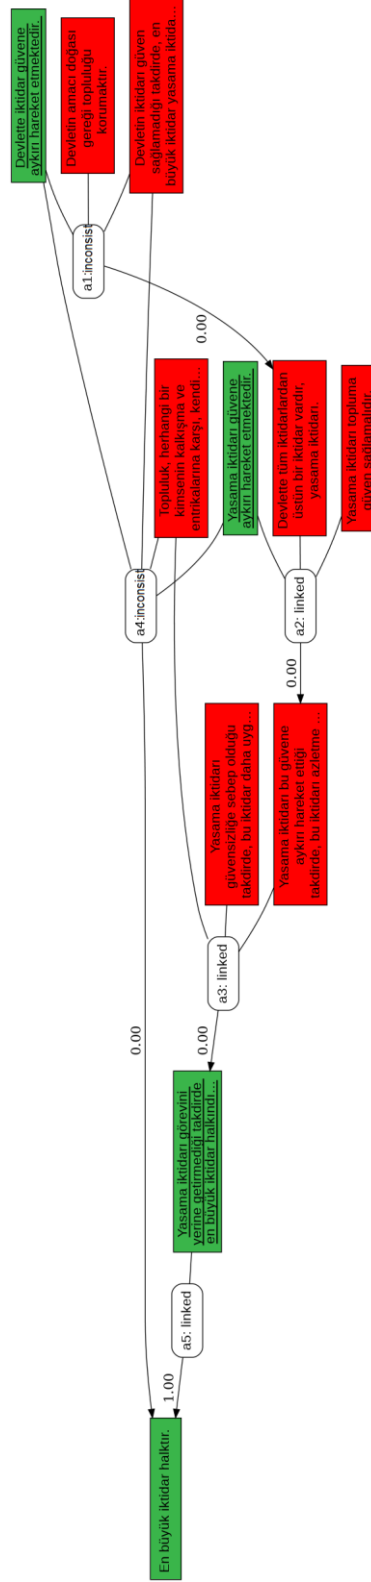 Devlette iktidar güvene
aykırı hareket etmektedir.
Devletin amacı doğası
gereği topluluğu
korumaktır.
Devletin iktidarı güven
sağlamadığı takdirde, en
büyük iktidar yasama iktida…
a1:inconsist
0.00
Topluluk, herhangi bir
kimsenin kalkışma ve
entrikalarına karşı, kendi…
Yasama iktidarı güvene
aykırı hareket etmektedir.
Devlette tüm iktidarlardan
üstün bir iktidar vardır,
yasama iktidarı.
Yasama iktidarı topluma
güven sağlamalıdır.
a4:inconsist
a2: linked
0.00
Yasama iktidarı
güvensizliğe sebep olduğu
takdirde, bu iktidar daha uyg…
Yasama iktidarı bu güvene
aykırı hareket ettiği
takdirde, bu iktidarı azletme …
a3: linked
0.00
0.00
Yasama iktidarı görevini
yerine getirmediği takdirde
en büyük iktidar halkındı…
a5: linked
1.00
En büyük iktidar halktır.